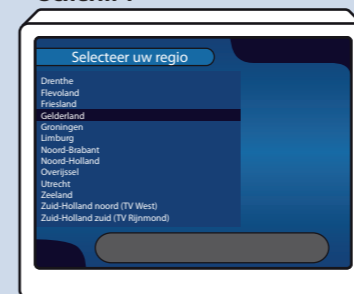 Selecteer uw regio
Drenthe
Flevoland
Friesland
Gelderland
Groningen
Limburg
Noord-Brabant
Noord-Holland
Overijssel
Utrecht
Zeeland
Zuid-Holland noord (TV West)
Zuid-Holland zuid (TV Rijnmond)